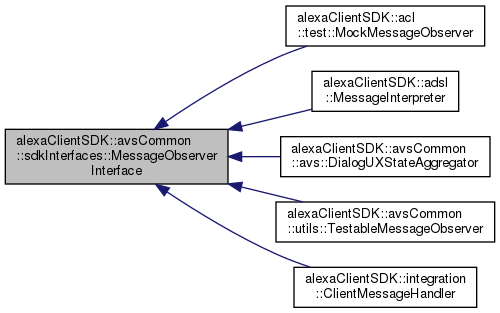 alexaClientSDK::acl
::test::MockMessageObserver
alexaClientSDK::adsl
::MessageInterpreter
alexaClientSDK::avsCommon
::sdkInterfaces::MessageObserver
Interface
alexaClientSDK::avsCommon
::avs::DialogUXStateAggregator
alexaClientSDK::avsCommon
::utils::TestableMessageObserver
alexaClientSDK::integration
::ClientMessageHandler